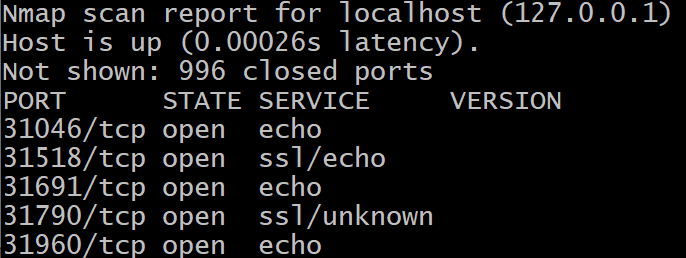 Nmap scan report for localhost (127.0.0.1)
Host is up (0.00026s latency).
Not shown: 996 closed ports
PORT      STATE SERVICE     VERSION
31046/tcp open  echo
31518/tcp open  ssl/echo
31691/tcp open  echo
31790/tcp open  ssl/unknown
31960/tcp open  echo